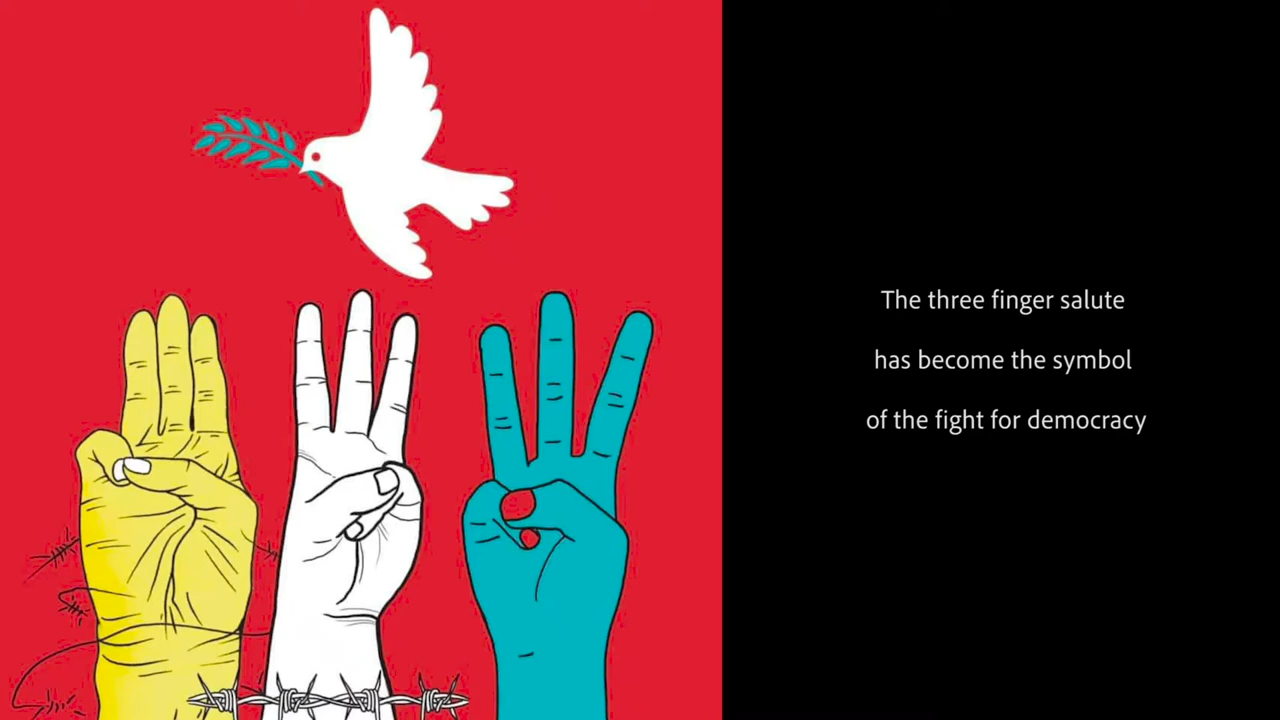 The three finger salute
has become the symbol
of the fight for democracy